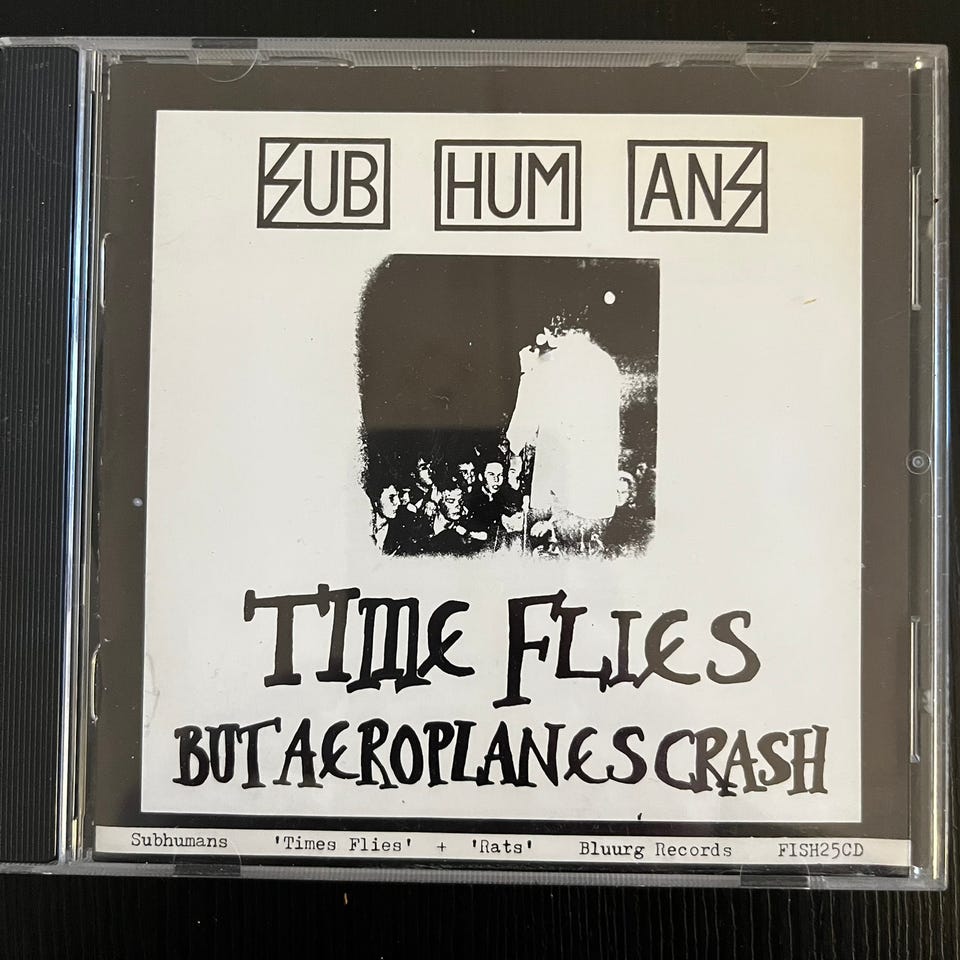 SUB HUM ANS
TIME FLIES
BUT AEROPLANES CRASH
Subhumans 'Times Flies' + 'Rats' Bluurg Records FISH25CD